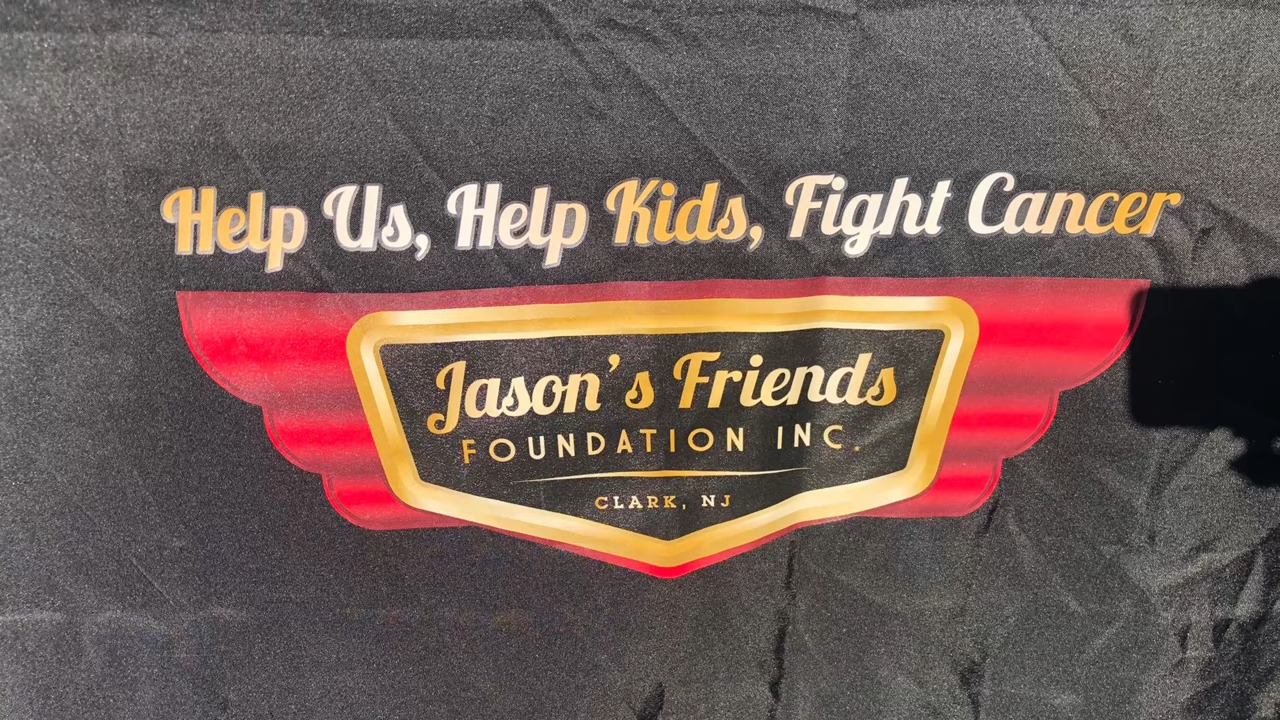 Help Us, Help Kids, Fight Cancer
Jason's Friends
FOUNDATION INC.
CLARK, NJ